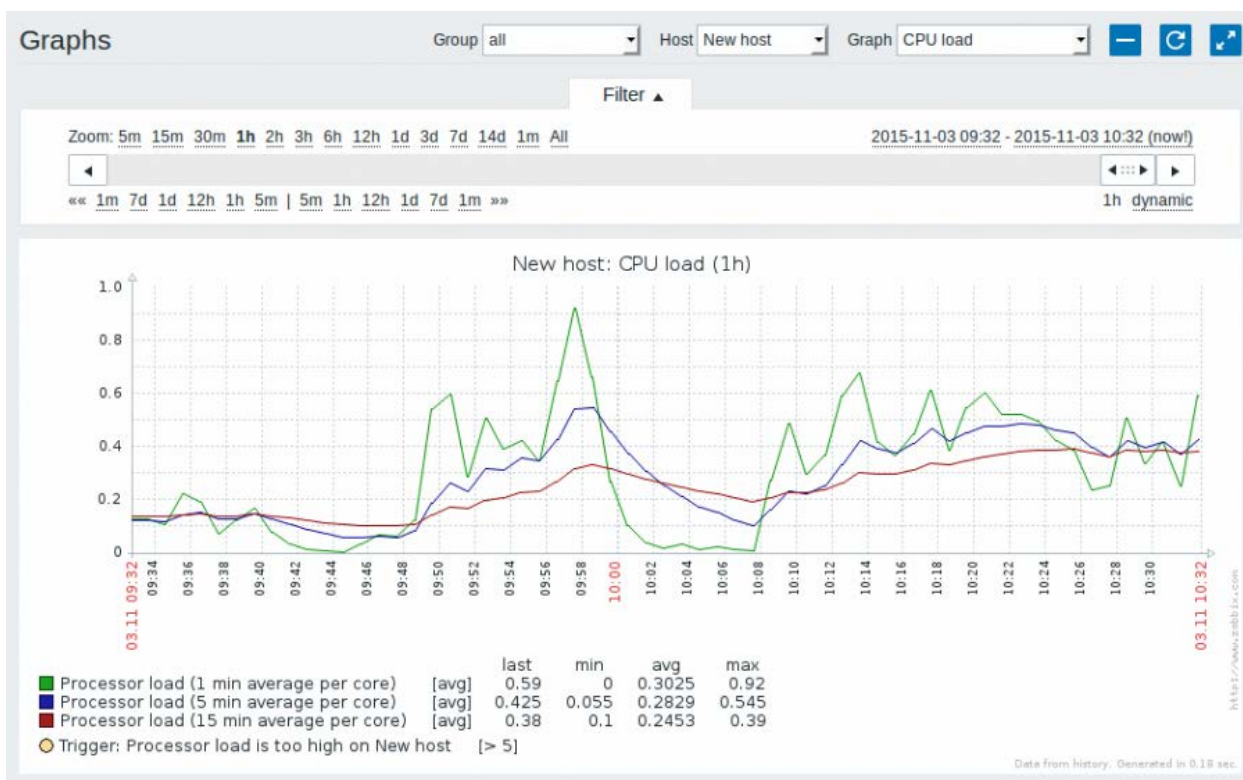 Graphs Group all Host New host Graph CPU load
Filter ▲
Zoom: 5m 15m 30m 1h 2h 3h 6h 12h 1d 3d 7d 14d 1m All 2015-11-03 09:32 - 2015-11-03 10:32 (now!)
«« 1m 7d 1d 12h 1h 5m | 5m 1h 12h 1d 7d 1m »» 1h dynamic
New host: CPU load (1h)
1.0
0.8
0.6
0.4
0.2
0
03.11 09:32 09:34 09:36 09:38 09:40 09:42 09:44 09:46 09:48 09:50 09:52 09:54 09:56 09:58 10:00 10:02 10:04 10:06 10:08 10:10 10:12 10:14 10:16 10:18 10:20 10:22 10:24 10:26 10:28 10:30 03.11 10:32
last min avg max
Processor load (1 min average per core) [avg] 0.59 0 0.3025 0.92
Processor load (5 min average per core) [avg] 0.425 0.055 0.2829 0.545
Processor load (15 min average per core) [avg] 0.38 0.1 0.2453 0.39
Trigger: Processor load is too high on New host [> 5]
http://www.zabbix.com
Data from history. Generated in 0.18 sec.